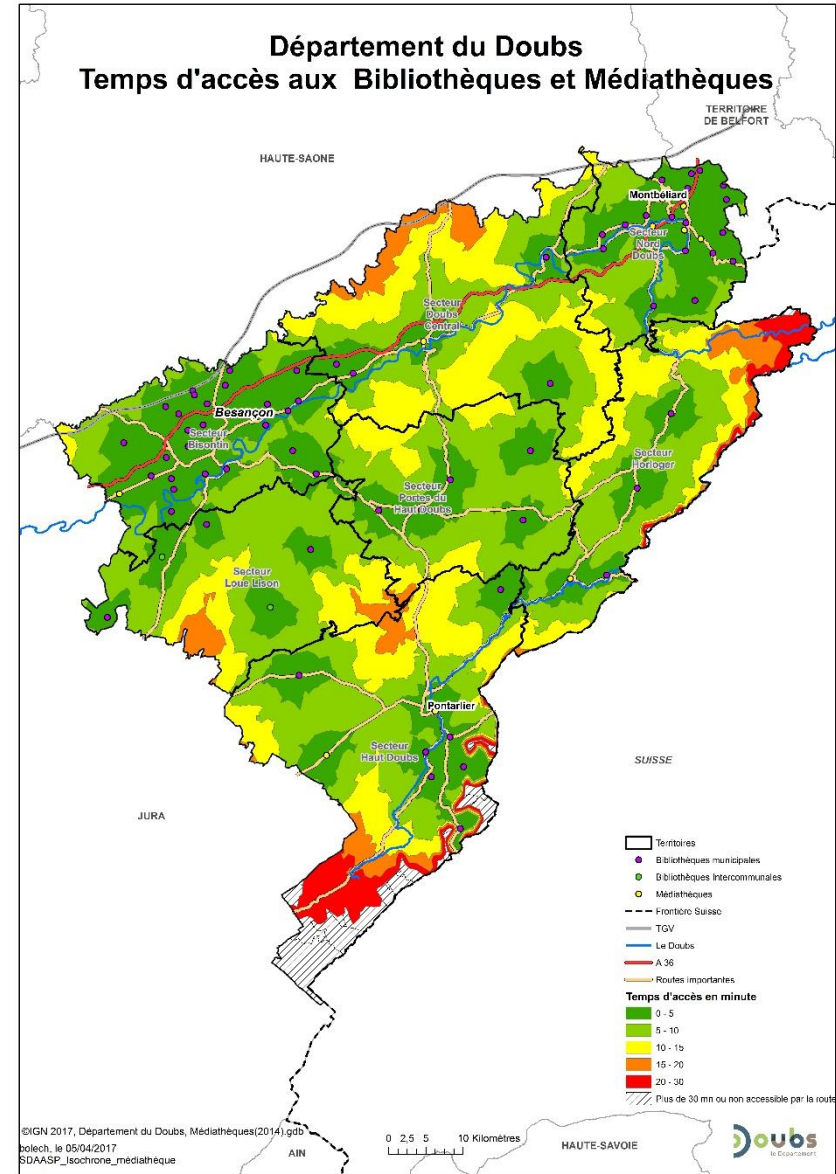 Département du Doubs
Temps d'accès aux Bibliothèques et Médiathèques
TERRITOIRE
DE BELFORT
HAUTE-SAONE
Montbéliard
Secteur
Nord
Doubs
Secteur
Doubs
Central
Besançon
Secteur
Bisontin
Secteur
Horloger
Secteur
Portes du
Haut Doubs
Secteur
Loue Lison
Pontarlier
Secteur
Haut Doubs
SUISSE
JURA
Territoires
Bibliothèques municipales
Bibliothèques Intercommunales
Médiathèques
Frontière Suisse
TGV
Le Doubs
A 36
Routes importantes
Temps d'accès en minute
0 - 5
5 - 10
10 - 15
15 - 20
20 - 30
Plus de 30 mn ou non accessible par la route
©IGN 2017, Département du Doubs, Médiathèques(2014).gdb
bolech, le 05/04/2017
SDAASP_Isochrone_médiathèque
AIN
0 2,5 5 10 Kilomètres
HAUTE-SAVOIE
Doubs
le Département